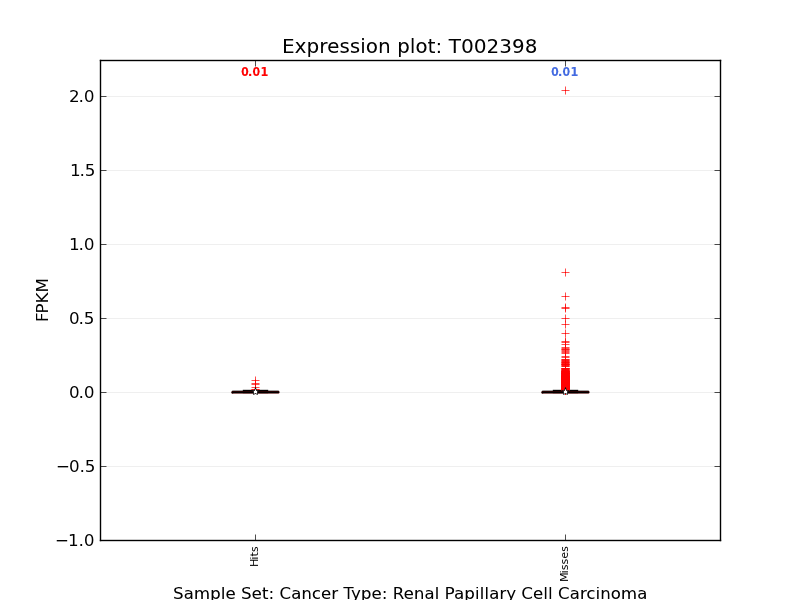 Expression plot: T002398
0.01
0.01
2.0
1.5
1.0
0.5
0.0
−0.5
−1.0
FPKM
Hits
Misses
Sample Set: Cancer Type: Renal Papillary Cell Carcinoma